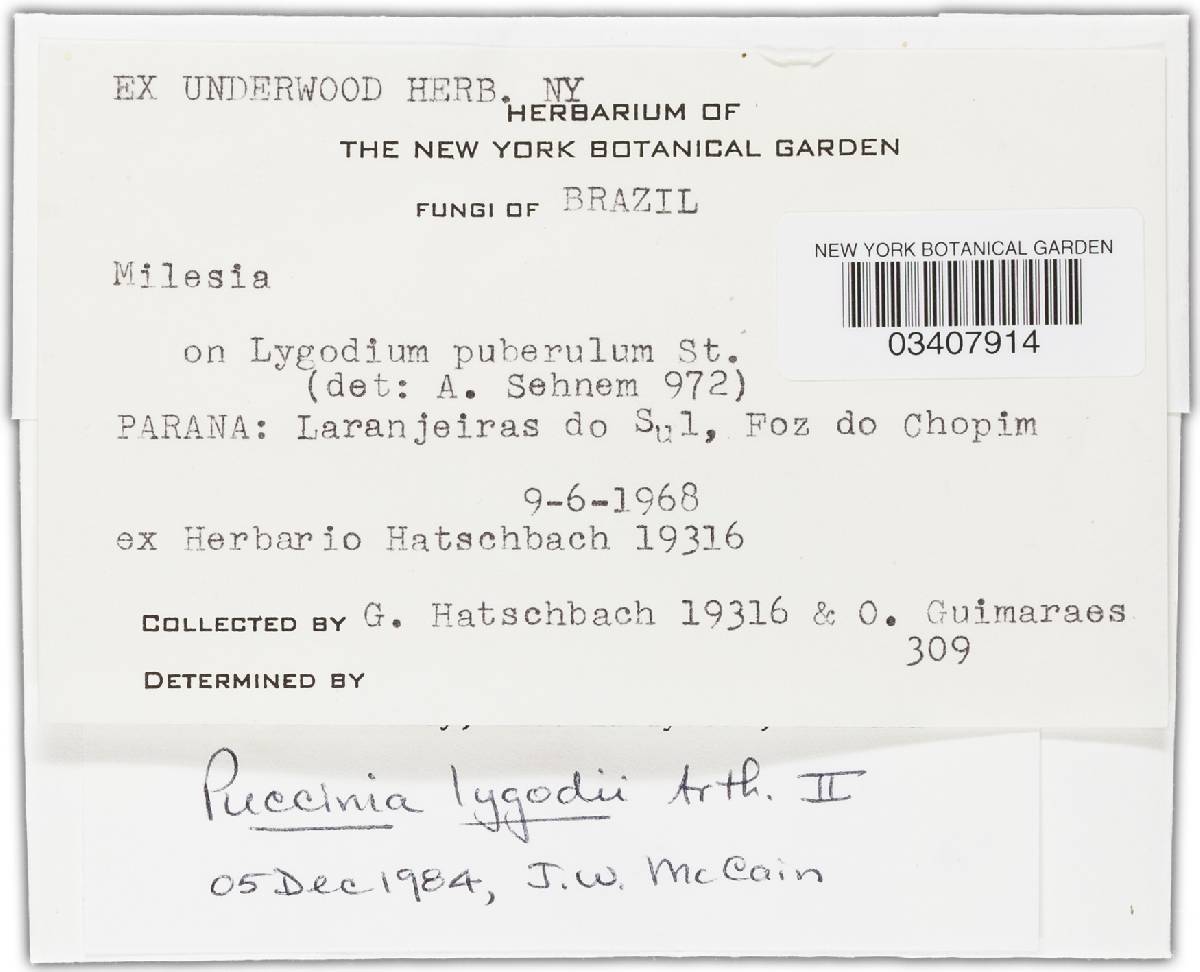 EX UNDERWOOD HERB. NY
HERBARIUM OF
THE NEW YORK BOTANICAL GARDEN
FUNGI OF BRAZIL
NEW YORK BOTANICAL GARDEN
03407914
Milesia
on Lygodium puberulum St.
(det: A. Sehnem 972)
PARANA: Laranjeiras do Sul, Foz do Chopim
9-6-1968
ex Herbario Hatschbach 19316
COLLECTED BY G. Hatschbach 19316 & O. Guimaraes
309
DETERMINED BY
Puccinia lygodii Arth. II
05 Dec 1984, J.W. McCain